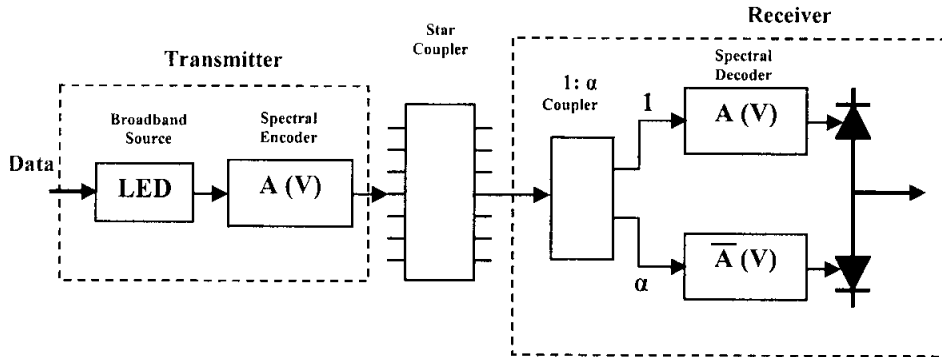 Receiver
Star
Coupler
Transmitter
Spectral
Decoder
1: α
Coupler
1
A (V)
Broadband
Source
Spectral
Encoder
Data
LED
A (V)
α
A̅ (V)